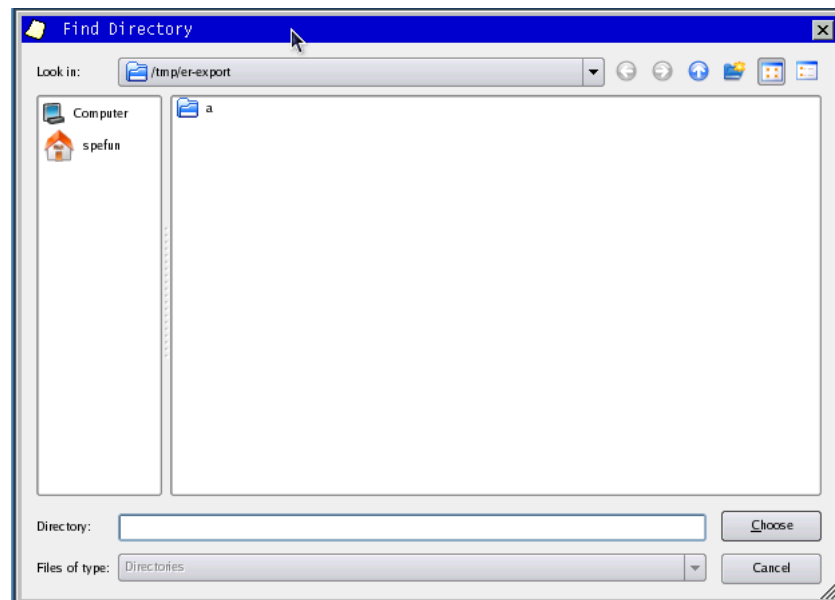 Find Directory
Look in: /tmp/er-export
Computer
spefun
a
Directory: Choose
Files of type: Directories Cancel